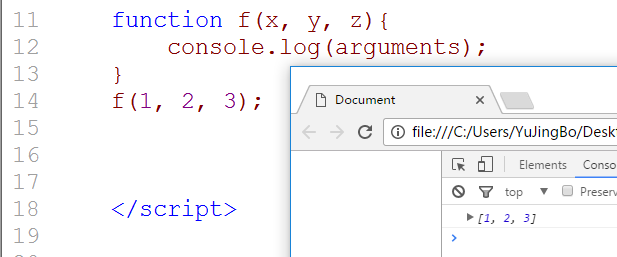 11 function f(x, y, z){
12 console.log(arguments);
13 }
14 f(1, 2, 3);
15
16
17
18 </script>
19
Document
file:///C:/Users/YuJingBo/Deskt
Elements Conso
top Preserv
[1, 2, 3]